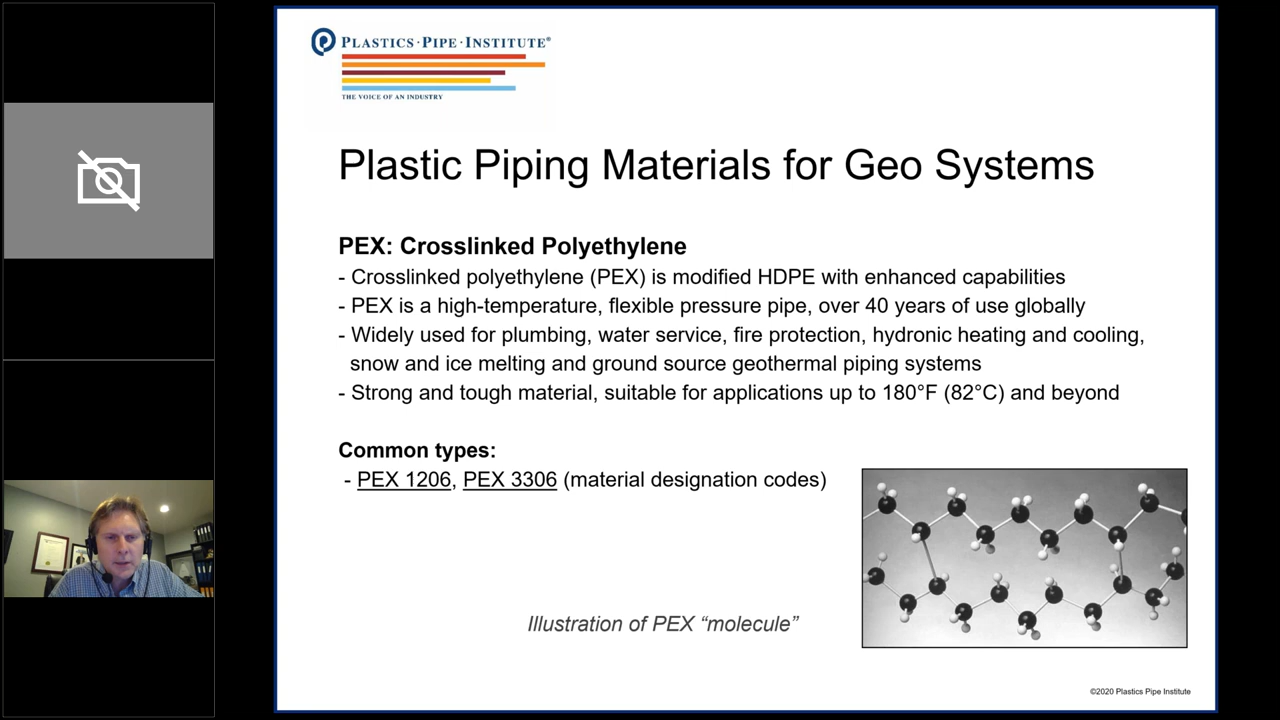 PLASTICS·PIPE·INSTITUTE®
THE VOICE OF AN INDUSTRY
Plastic Piping Materials for Geo Systems
PEX: Crosslinked Polyethylene
- Crosslinked polyethylene (PEX) is modified HDPE with enhanced capabilities
- PEX is a high-temperature, flexible pressure pipe, over 40 years of use globally
- Widely used for plumbing, water service, fire protection, hydronic heating and cooling,
snow and ice melting and ground source geothermal piping systems
- Strong and tough material, suitable for applications up to 180°F (82°C) and beyond
Common types:
- PEX 1206, PEX 3306 (material designation codes)
Illustration of PEX “molecule”
©2020 Plastics Pipe Institute